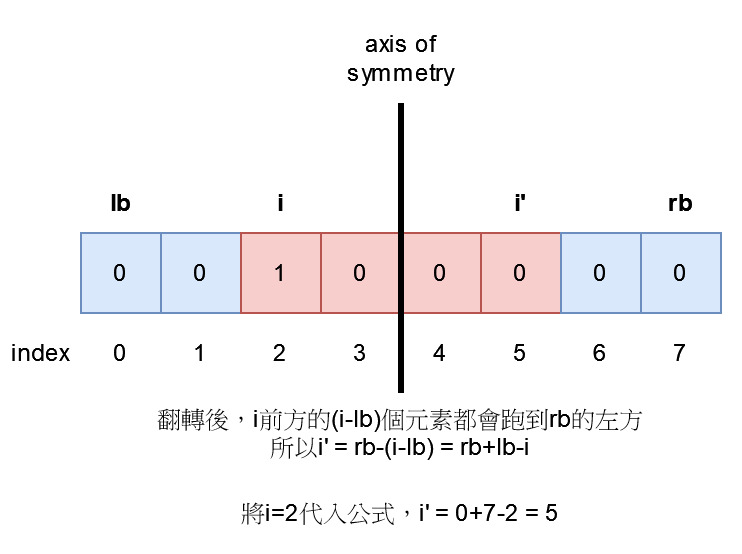 axis of
symmetry
lb i i' rb
0 0 1 0 0 0 0 0
index 0 1 2 3 4 5 6 7
翻轉後，i前方的(i-lb)個元素都會跑到rb的左方
所以i' = rb-(i-lb) = rb+lb-i
將i=2代入公式，i' = 0+7-2 = 5